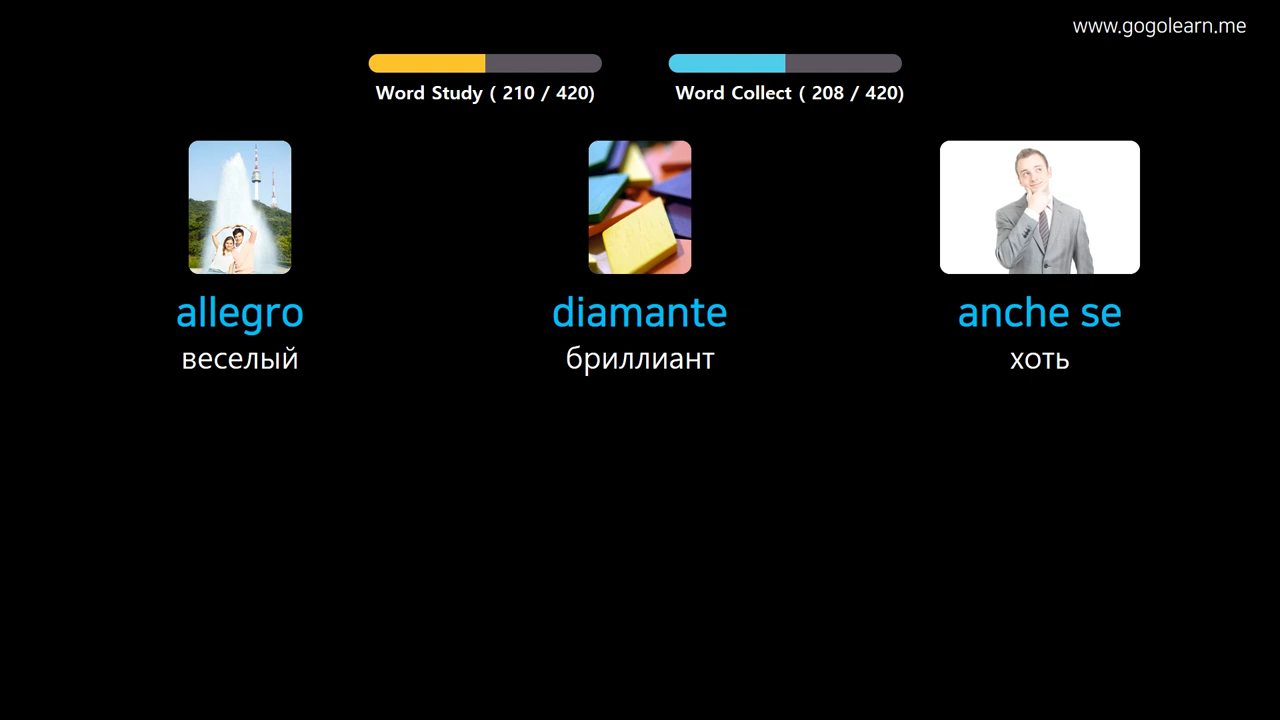 www.gogolearn.me
Word Study ( 210 / 420)
Word Collect ( 208 / 420)
allegro
веселый
diamante
бриллиант
anche se
хоть